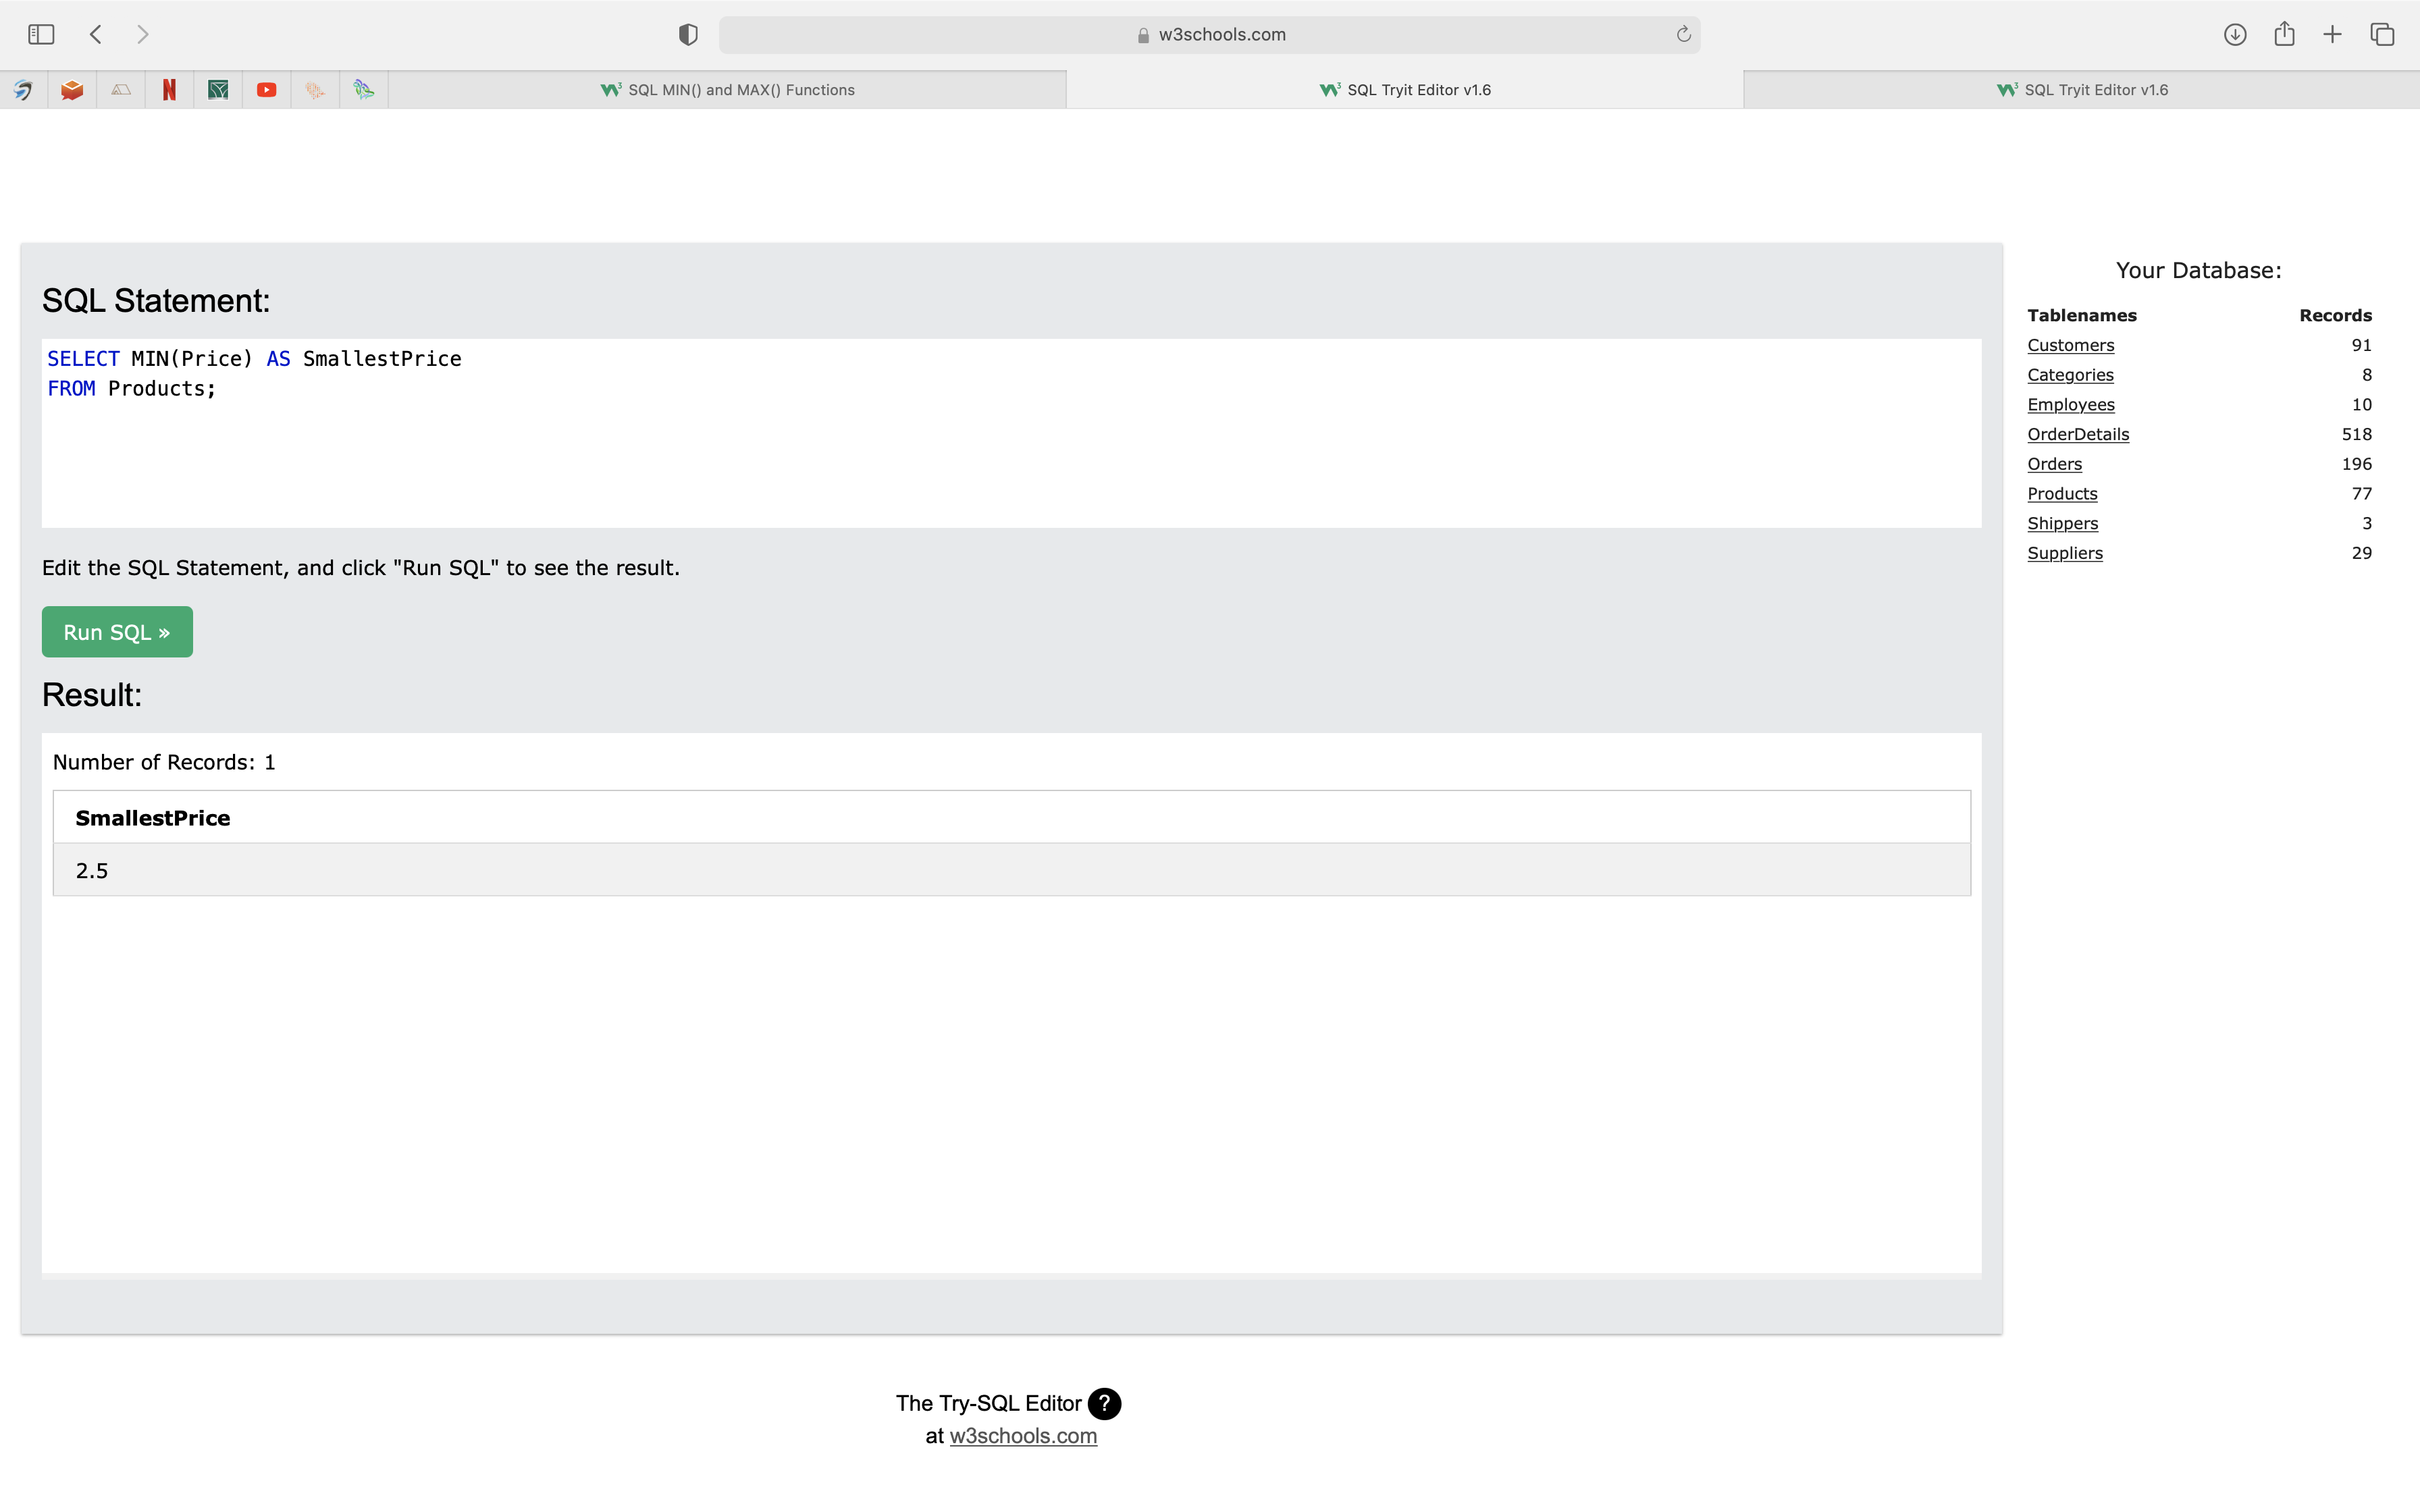 w3schools.com
SQL MIN() and MAX() Functions
SQL Tryit Editor v1.6
SQL Tryit Editor v1.6
SQL Statement:
SELECT MIN(Price) AS SmallestPrice
FROM Products;
Edit the SQL Statement, and click "Run SQL" to see the result.
Run SQL »
Result:
Number of Records: 1
SmallestPrice
2.5
Your Database:
Tablenames Records
Customers 91
Categories 8
Employees 10
OrderDetails 518
Orders 196
Products 77
Shippers 3
Suppliers 29
The Try-SQL Editor ?
at w3schools.com